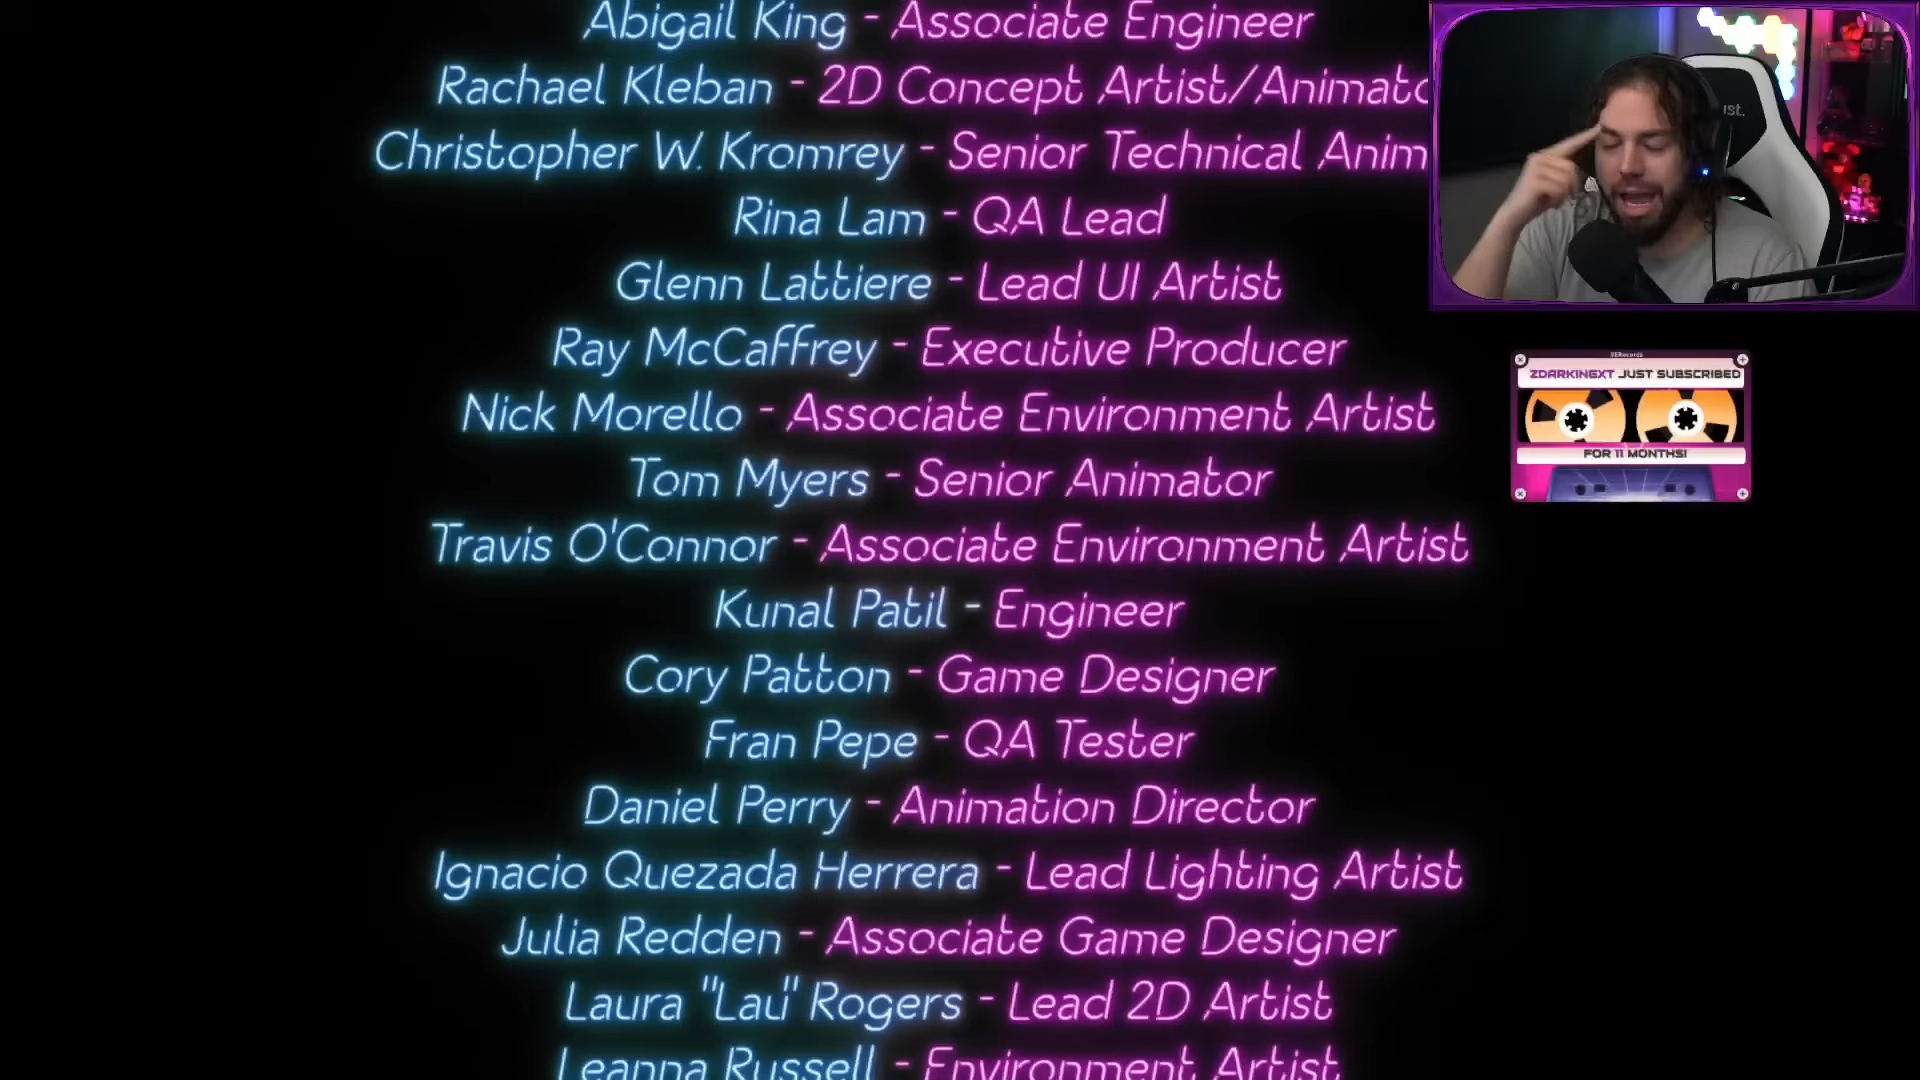 Abigail King - Associate Engineer
Rachael Kleban - 2D Concept Artist/Animato
Christopher W. Kromrey - Senior Technical Anim
Rina Lam - QA Lead
Glenn Lattiere - Lead UI Artist
Ray McCaffrey - Executive Producer
Nick Morello - Associate Environment Artist
Tom Myers - Senior Animator
Travis O'Connor - Associate Environment Artist
Kunal Patil - Engineer
Cory Patton - Game Designer
Fran Pepe - QA Tester
Daniel Perry - Animation Director
Ignacio Quezada Herrera - Lead Lighting Artist
Julia Redden - Associate Game Designer
Laura "Lau" Rogers - Lead 2D Artist
Leanna Russell - Environment Artist
ust.
ZDARKINGXT JUST SUBSCRIBED
FOR 11 MONTHS!